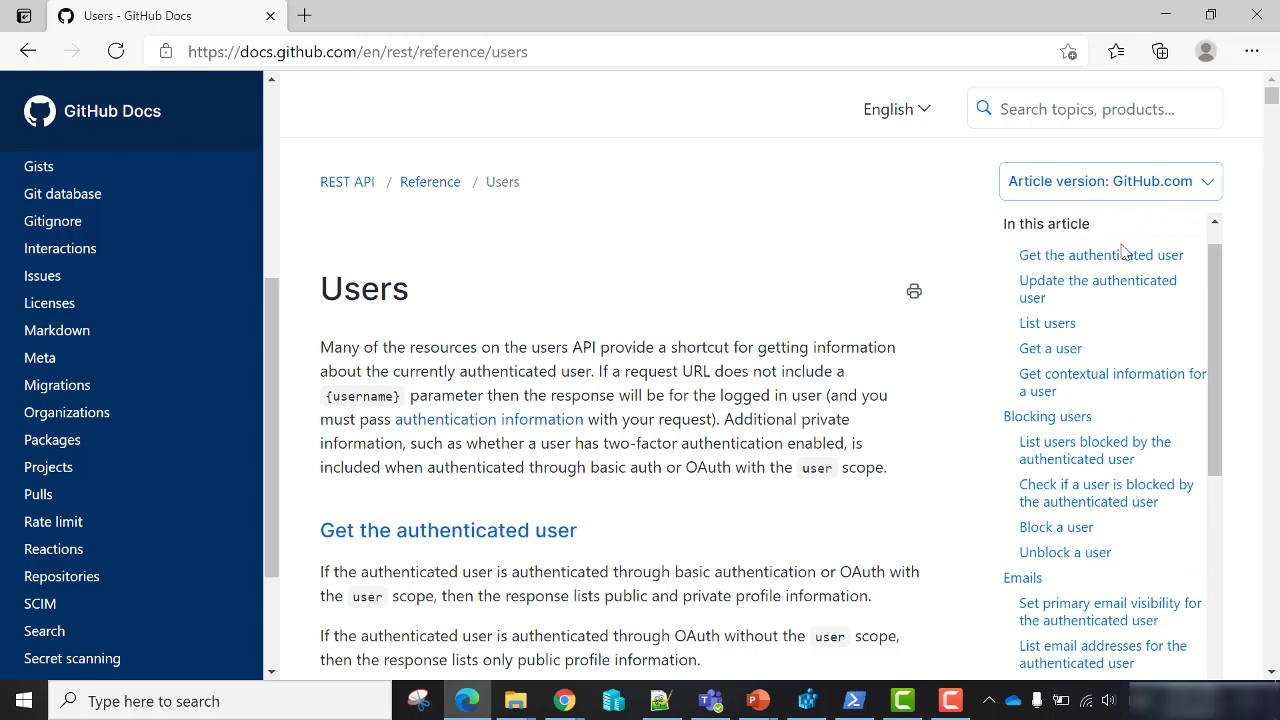 Users - GitHub Docs
https://docs.github.com/en/rest/reference/users
GitHub Docs
Gists
Git database
Gitignore
Interactions
Issues
Licenses
Markdown
Meta
Migrations
Organizations
Packages
Projects
Pulls
Rate limit
Reactions
Repositories
SCIM
Search
Secret scanning
English
Search topics, products...
REST API / Reference / Users
Article version: GitHub.com
Users
Many of the resources on the users API provide a shortcut for getting information
about the currently authenticated user. If a request URL does not include a
{username} parameter then the response will be for the logged in user (and you
must pass authentication information with your request). Additional private
information, such as whether a user has two-factor authentication enabled, is
included when authenticated through basic auth or OAuth with the user scope.
Get the authenticated user
If the authenticated user is authenticated through basic authentication or OAuth with
the user scope, then the response lists public and private profile information.
If the authenticated user is authenticated through OAuth without the user scope,
then the response lists only public profile information.
In this article
Get the authenticated user
Update the authenticated
user
List users
Get a user
Get contextual information for
a user
Blocking users
List users blocked by the
authenticated user
Check if a user is blocked by
the authenticated user
Block a user
Unblock a user
Emails
Set primary email visibility for
the authenticated user
List email addresses for the
authenticated user
Type here to search